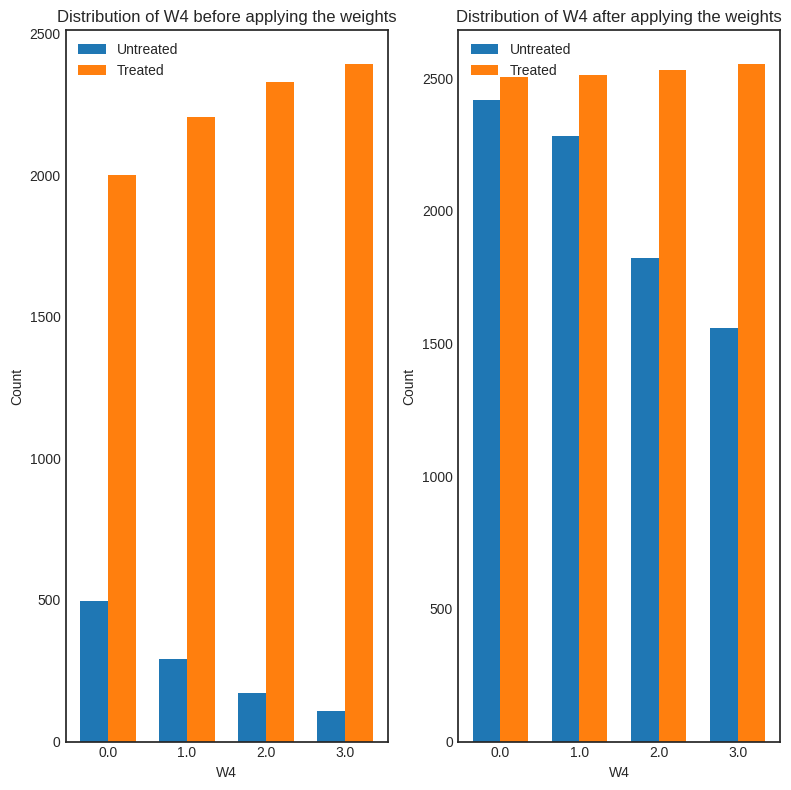 Distribution of W4 before applying the weights
Untreated
Treated
2500
2000
1500
1000
500
0
Count
0.0 1.0 2.0 3.0
W4
Distribution of W4 after applying the weights
Untreated
Treated
2500
2000
1500
1000
500
0
Count
0.0 1.0 2.0 3.0
W4